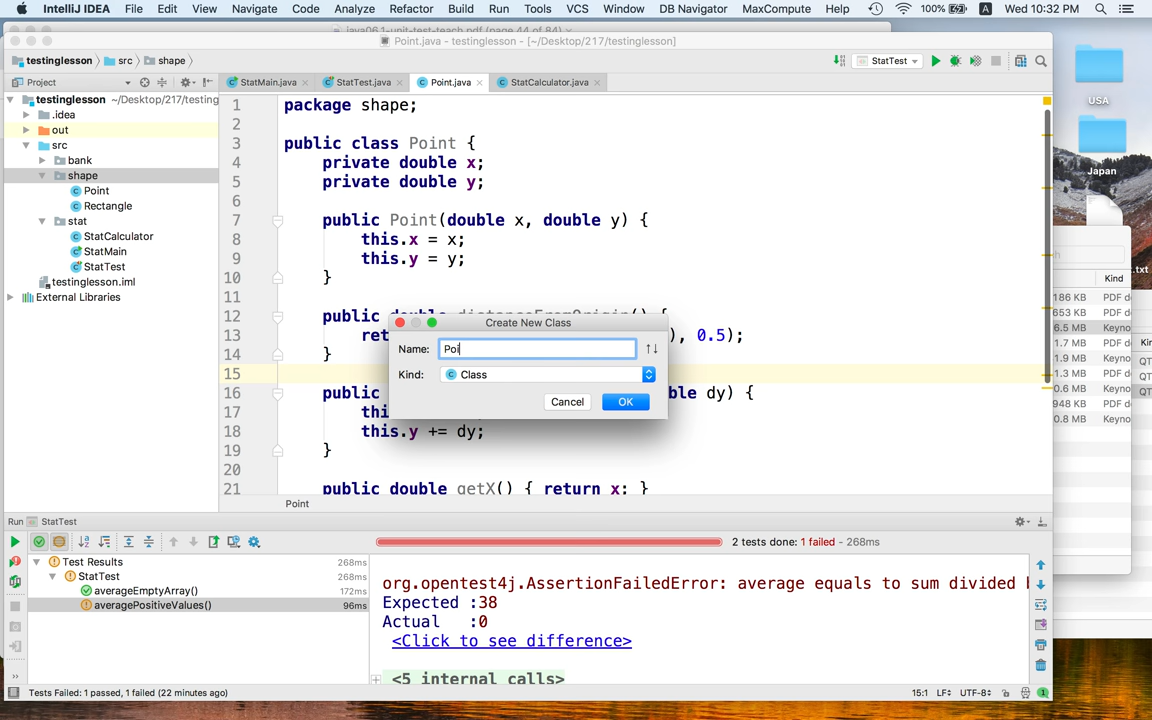 IntelliJ IDEA File Edit View Navigate Code Analyze Refactor Build Run Tools VCS Window DB Navigator MaxCompute Help 100% A Wed 10:32 PM
Point.java - testinglesson - [~/Desktop/217/testinglesson]
testinglesson src shape StatTest
Project StatMain.java StatTest.java Point.java StatCalculator.java
testinglesson ~/Desktop/217/testing
.idea
out
src
bank
shape
Point
Rectangle
stat
StatCalculator
StatMain
StatTest
testinglesson.iml
External Libraries
1 package shape;
2
3 public class Point {
4 private double x;
5 private double y;
6
7 public Point(double x, double y) {
8 this.x = x;
9 this.y = y;
10 }
11
12 public double distanceFromOrigin() {
13 ret ), 0.5);
14 }
15
16 public ble dy) {
17 thi
18 this.y += dy;
19 }
20
21 public double getX() { return x; }
Point
Create New Class
Name: Poi
Kind: Class
Cancel OK
USA
Japan
.txt
Kind
186 KB PDF d
653 KB PDF d
6.5 MB Keyno
1.7 MB PDF d
1.9 MB Keyno
1.3 MB PDF d
0.6 MB Keyno
948 KB PDF d
0.8 MB Keyno
Kin
QT
QT
QT
Run StatTest
2 tests done: 1 failed - 268ms
Test Results 268ms
StatTest 268ms
averageEmptyArray() 172ms
averagePositiveValues() 96ms
org.opentest4j.AssertionFailedError: average equals to sum divided b
Expected :38
Actual :0
<Click to see difference>
<5 internal calls>
Tests Failed: 1 passed, 1 failed (22 minutes ago) 15:1 LF UTF-8 1